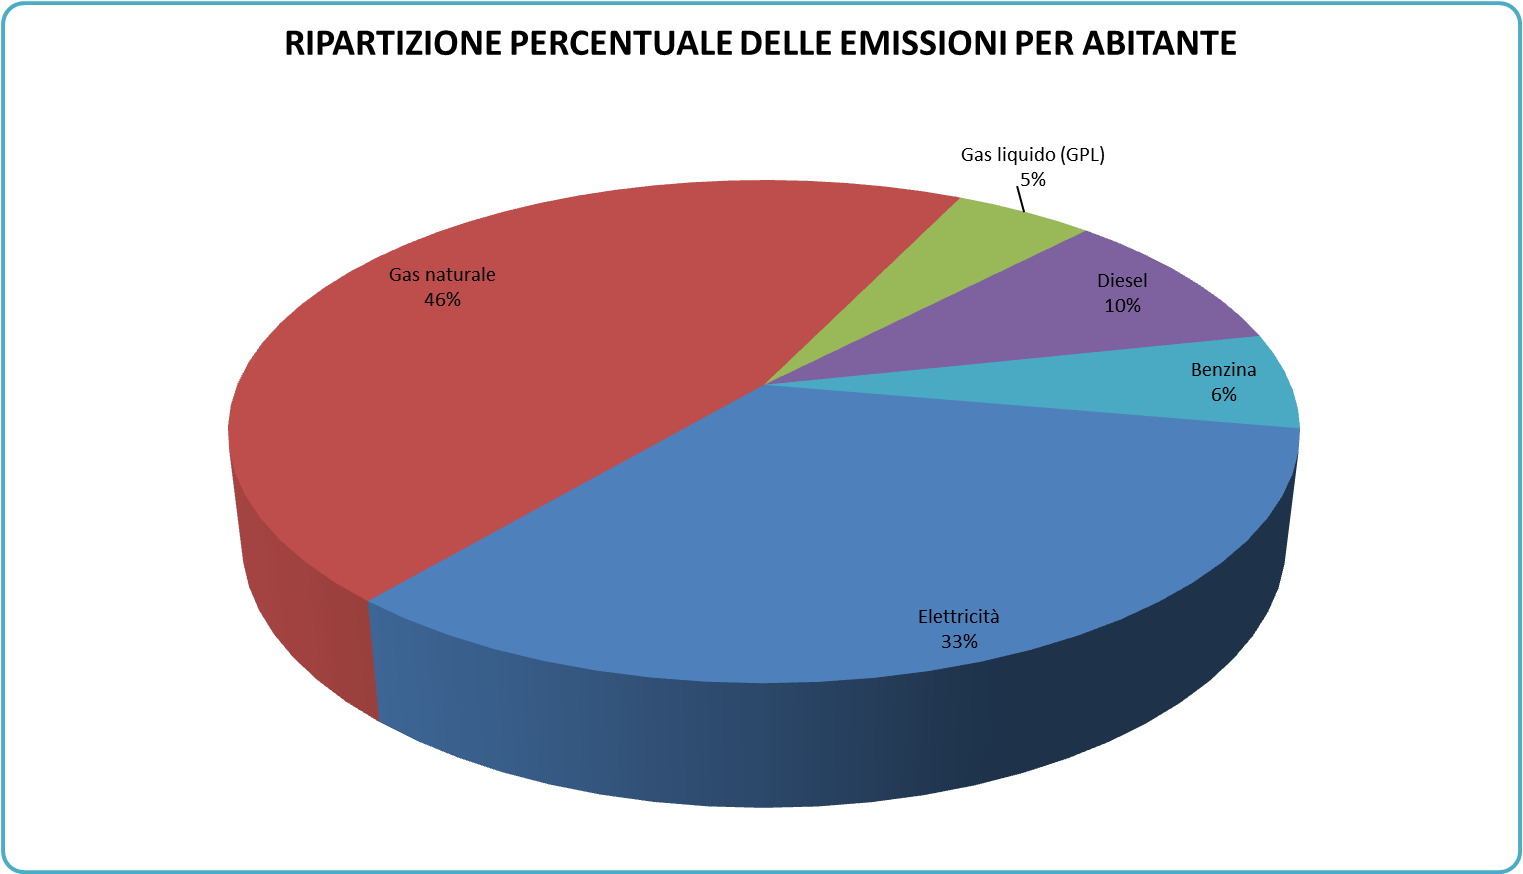 RIPARTIZIONE PERCENTUALE DELLE EMISSIONI PER ABITANTE
Gas liquido (GPL)
5%
Gas naturale
46%
Diesel
10%
Benzina
6%
Elettricità
33%